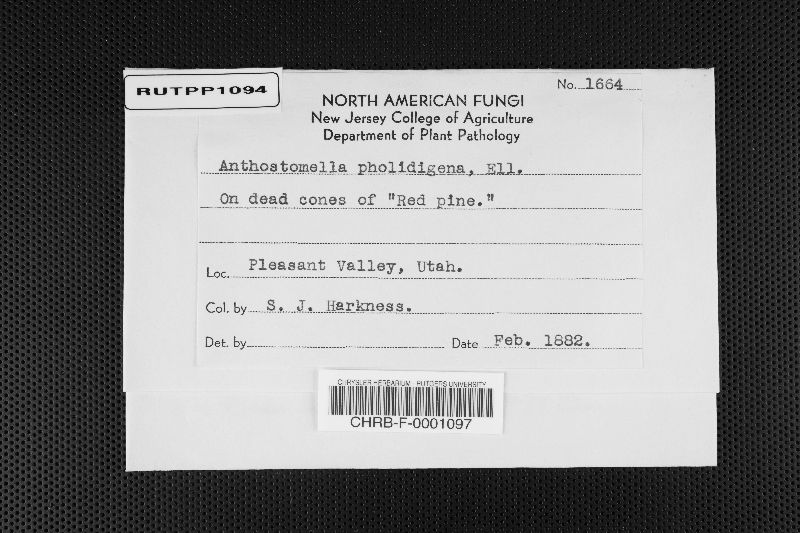 RUTPP1094
No. 1664
NORTH AMERICAN FUNGI
New Jersey College of Agriculture
Department of Plant Pathology
Anthostomella pholidigena, Ell.
On dead cones of "Red pine."
Loc. Pleasant Valley, Utah.
Col. by S. J. Harkness.
Det. by
Date Feb. 1882.
CHRYSLER HERBARIUM - RUTGERS UNIVERSITY
CHRB-F-0001097